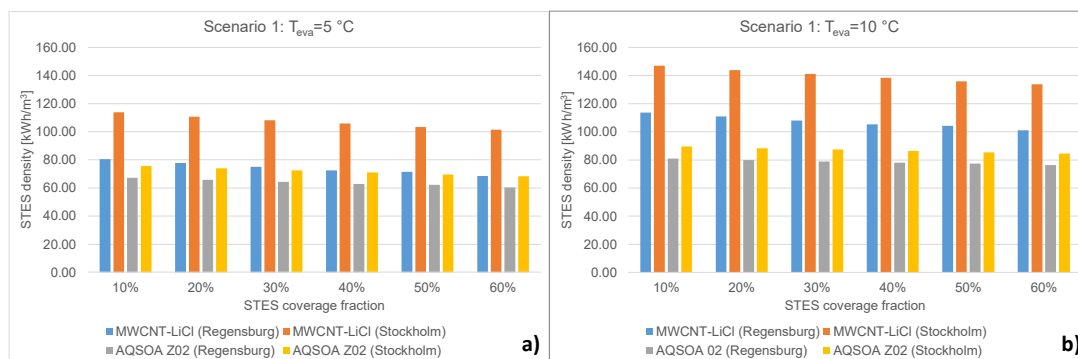 Scenario 1: Teva=5 °C
STES density [kWh/m³]
160.00
140.00
120.00
100.00
80.00
60.00
40.00
20.00
0.00
10% 20% 30% 40% 50% 60%
STES coverage fraction
MWCNT-LiCl (Regensburg) MWCNT-LiCl (Stockholm)
AQSOA Z02 (Regensburg) AQSOA Z02 (Stockholm)
a)
Scenario 1: Teva=10 °C
STES density [kWh/m³]
160.00
140.00
120.00
100.00
80.00
60.00
40.00
20.00
0.00
10% 20% 30% 40% 50% 60%
STES coverage fraction
MWCNT-LiCl (Regensburg) MWCNT-LiCl (Stockholm)
AQSOA 02 (Regensburg) AQSOA Z02 (Stockholm)
b)